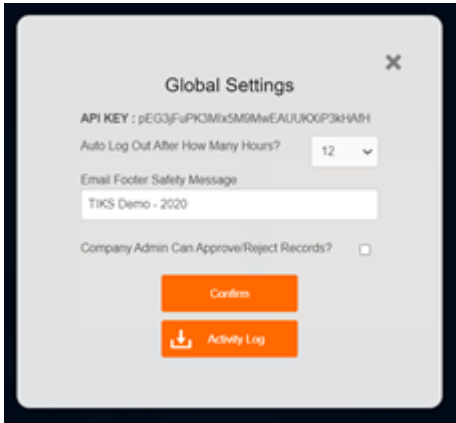 Global Settings
API KEY :
Auto Log Out After How Many Hours? 12
Email Footer Safety Message
TIKS Demo - 2020
Company Admin Can Approve/Reject Records?
Confirm
Activity Log